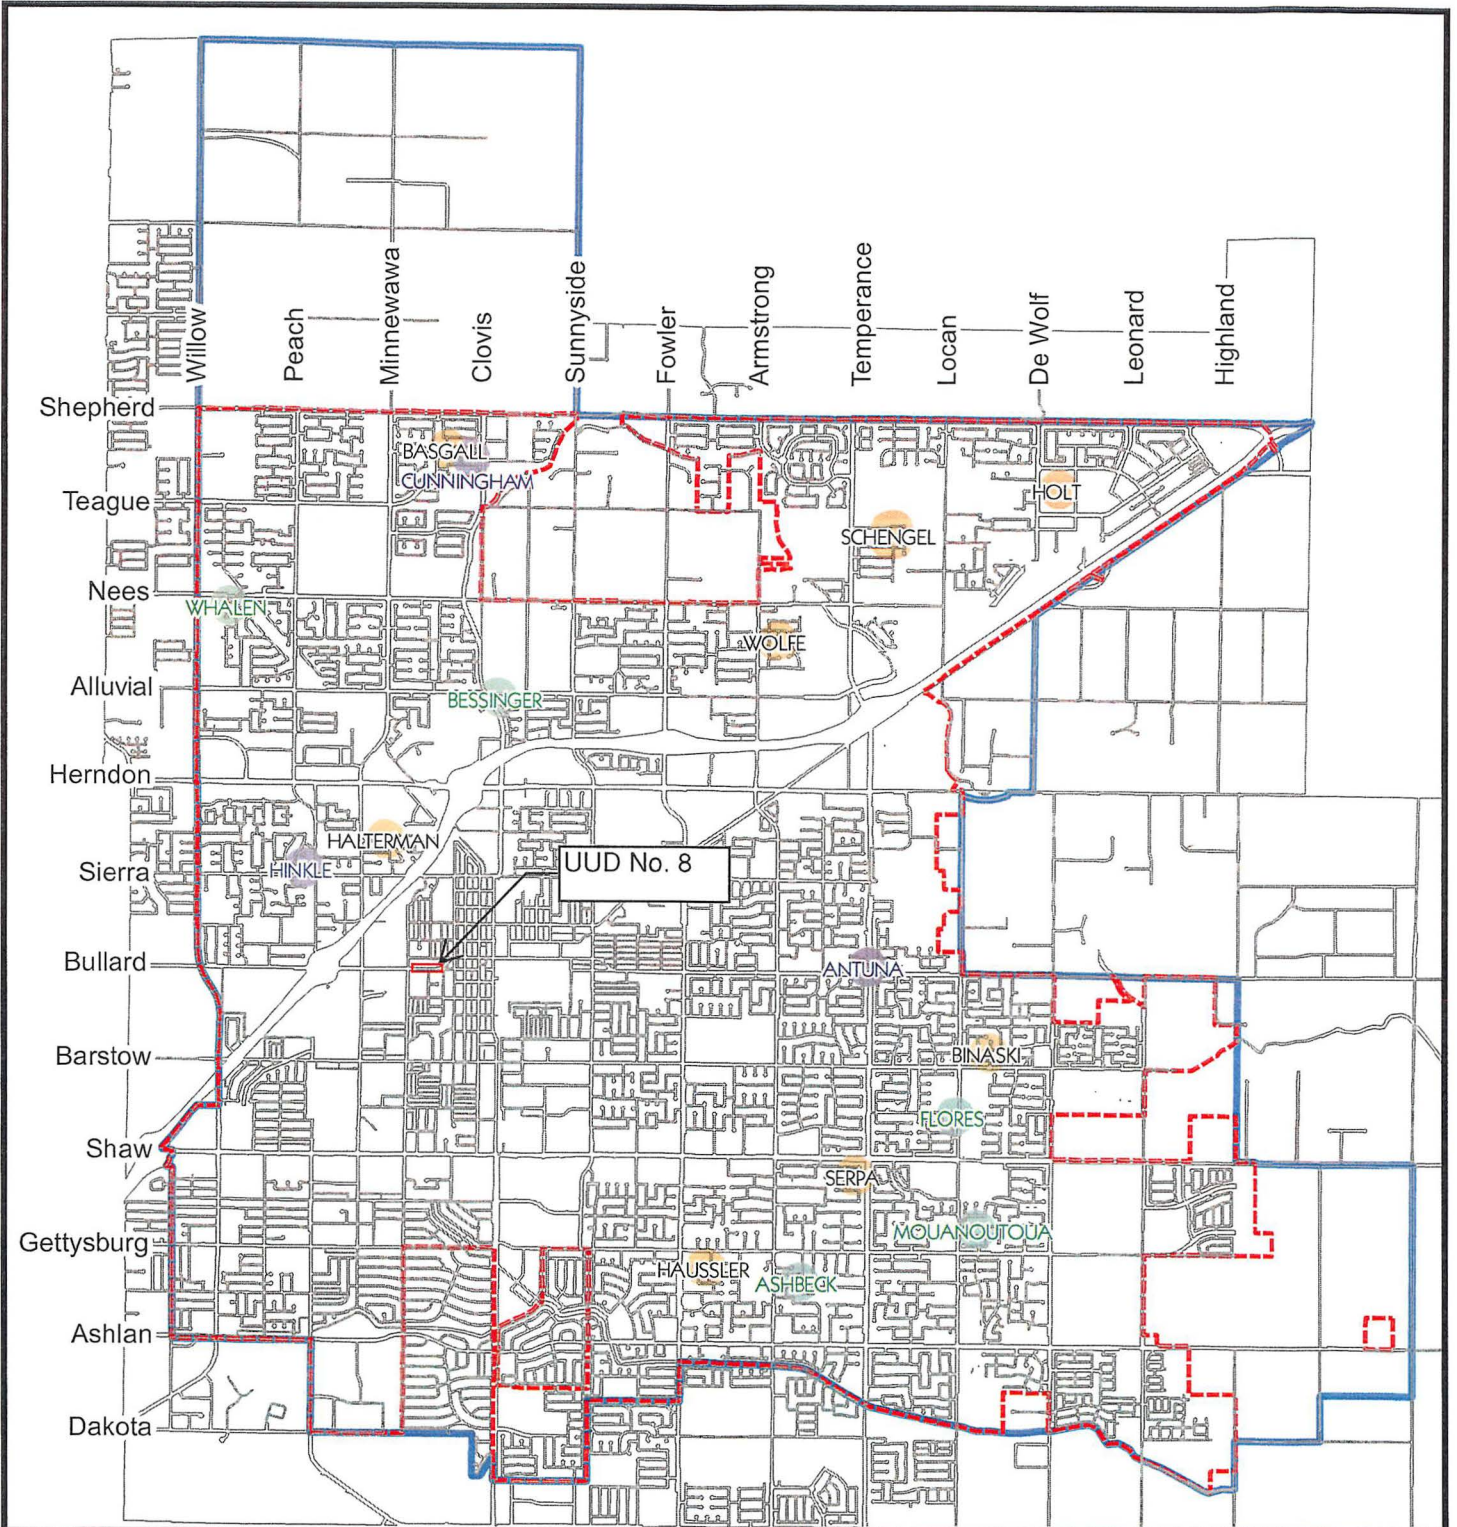 Willow
Peach
Minnewawa
Clovis
Sunnyside
Fowler
Armstrong
Temperance
Locan
De Wolf
Leonard
Highland
Shepherd
BASGALL
CUNNINGHAM
Teague
HOLT
SCHENGEL
Nees
WHALEN
WOLFE
Alluvial
BESSINGER
Herndon
HALTERMAN
UUD No. 8
Sierra
HINKLE
Bullard
ANTUNA
Barstow
BINASKI
FLORES
Shaw
SERPA
MOUANOUTOUA
Gettysburg
HAUSSLER
ASHBECK
Ashlan
Dakota